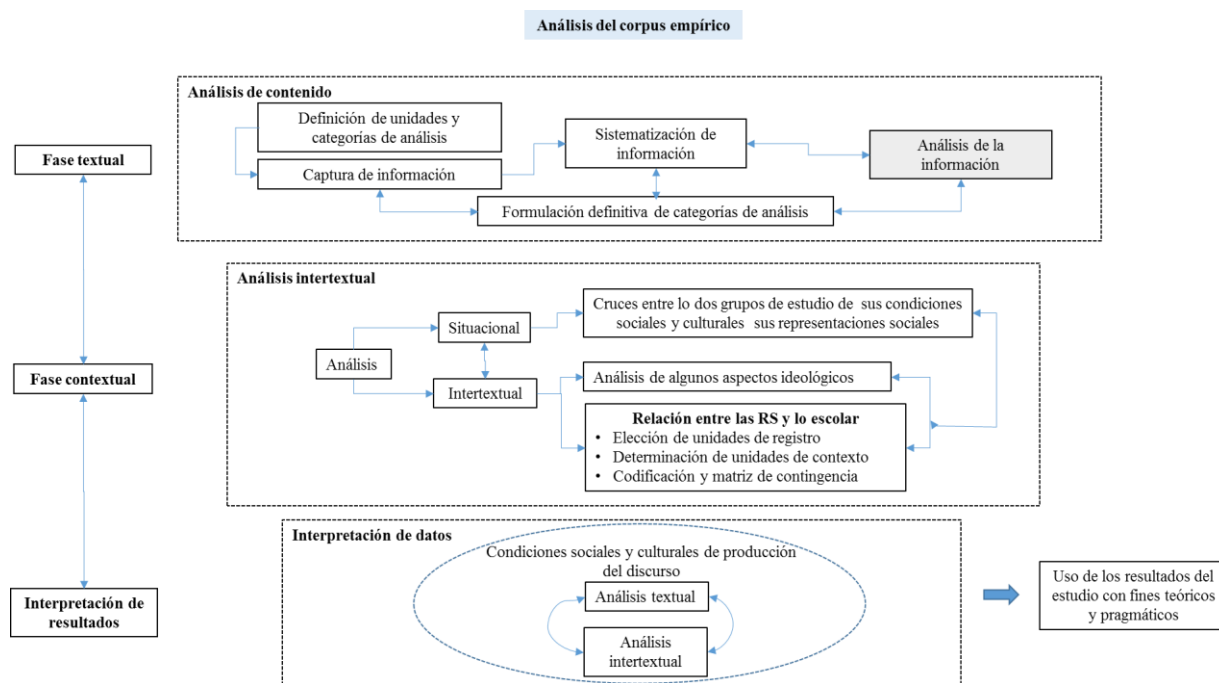 Análisis del corpus empírico
Análisis de contenido
Definición de unidades y
categorías de análisis
Sistematización de
información
Análisis de la
información
Fase textual
Captura de información
Formulación definitiva de categorías de análisis
Análisis intertextual
Cruces entre lo dos grupos de estudio de sus condiciones
sociales y culturales sus representaciones sociales
Situacional
Análisis
Fase contextual
Intertextual
Análisis de algunos aspectos ideológicos
Relación entre las RS y lo escolar
• Elección de unidades de registro
• Determinación de unidades de contexto
• Codificación y matriz de contingencia
Interpretación de datos
Condiciones sociales y culturales de producción
del discurso
Análisis textual
Análisis
intertextual
Interpretación de
resultados
Uso de los resultados del
estudio con fines teóricos
y pragmáticos